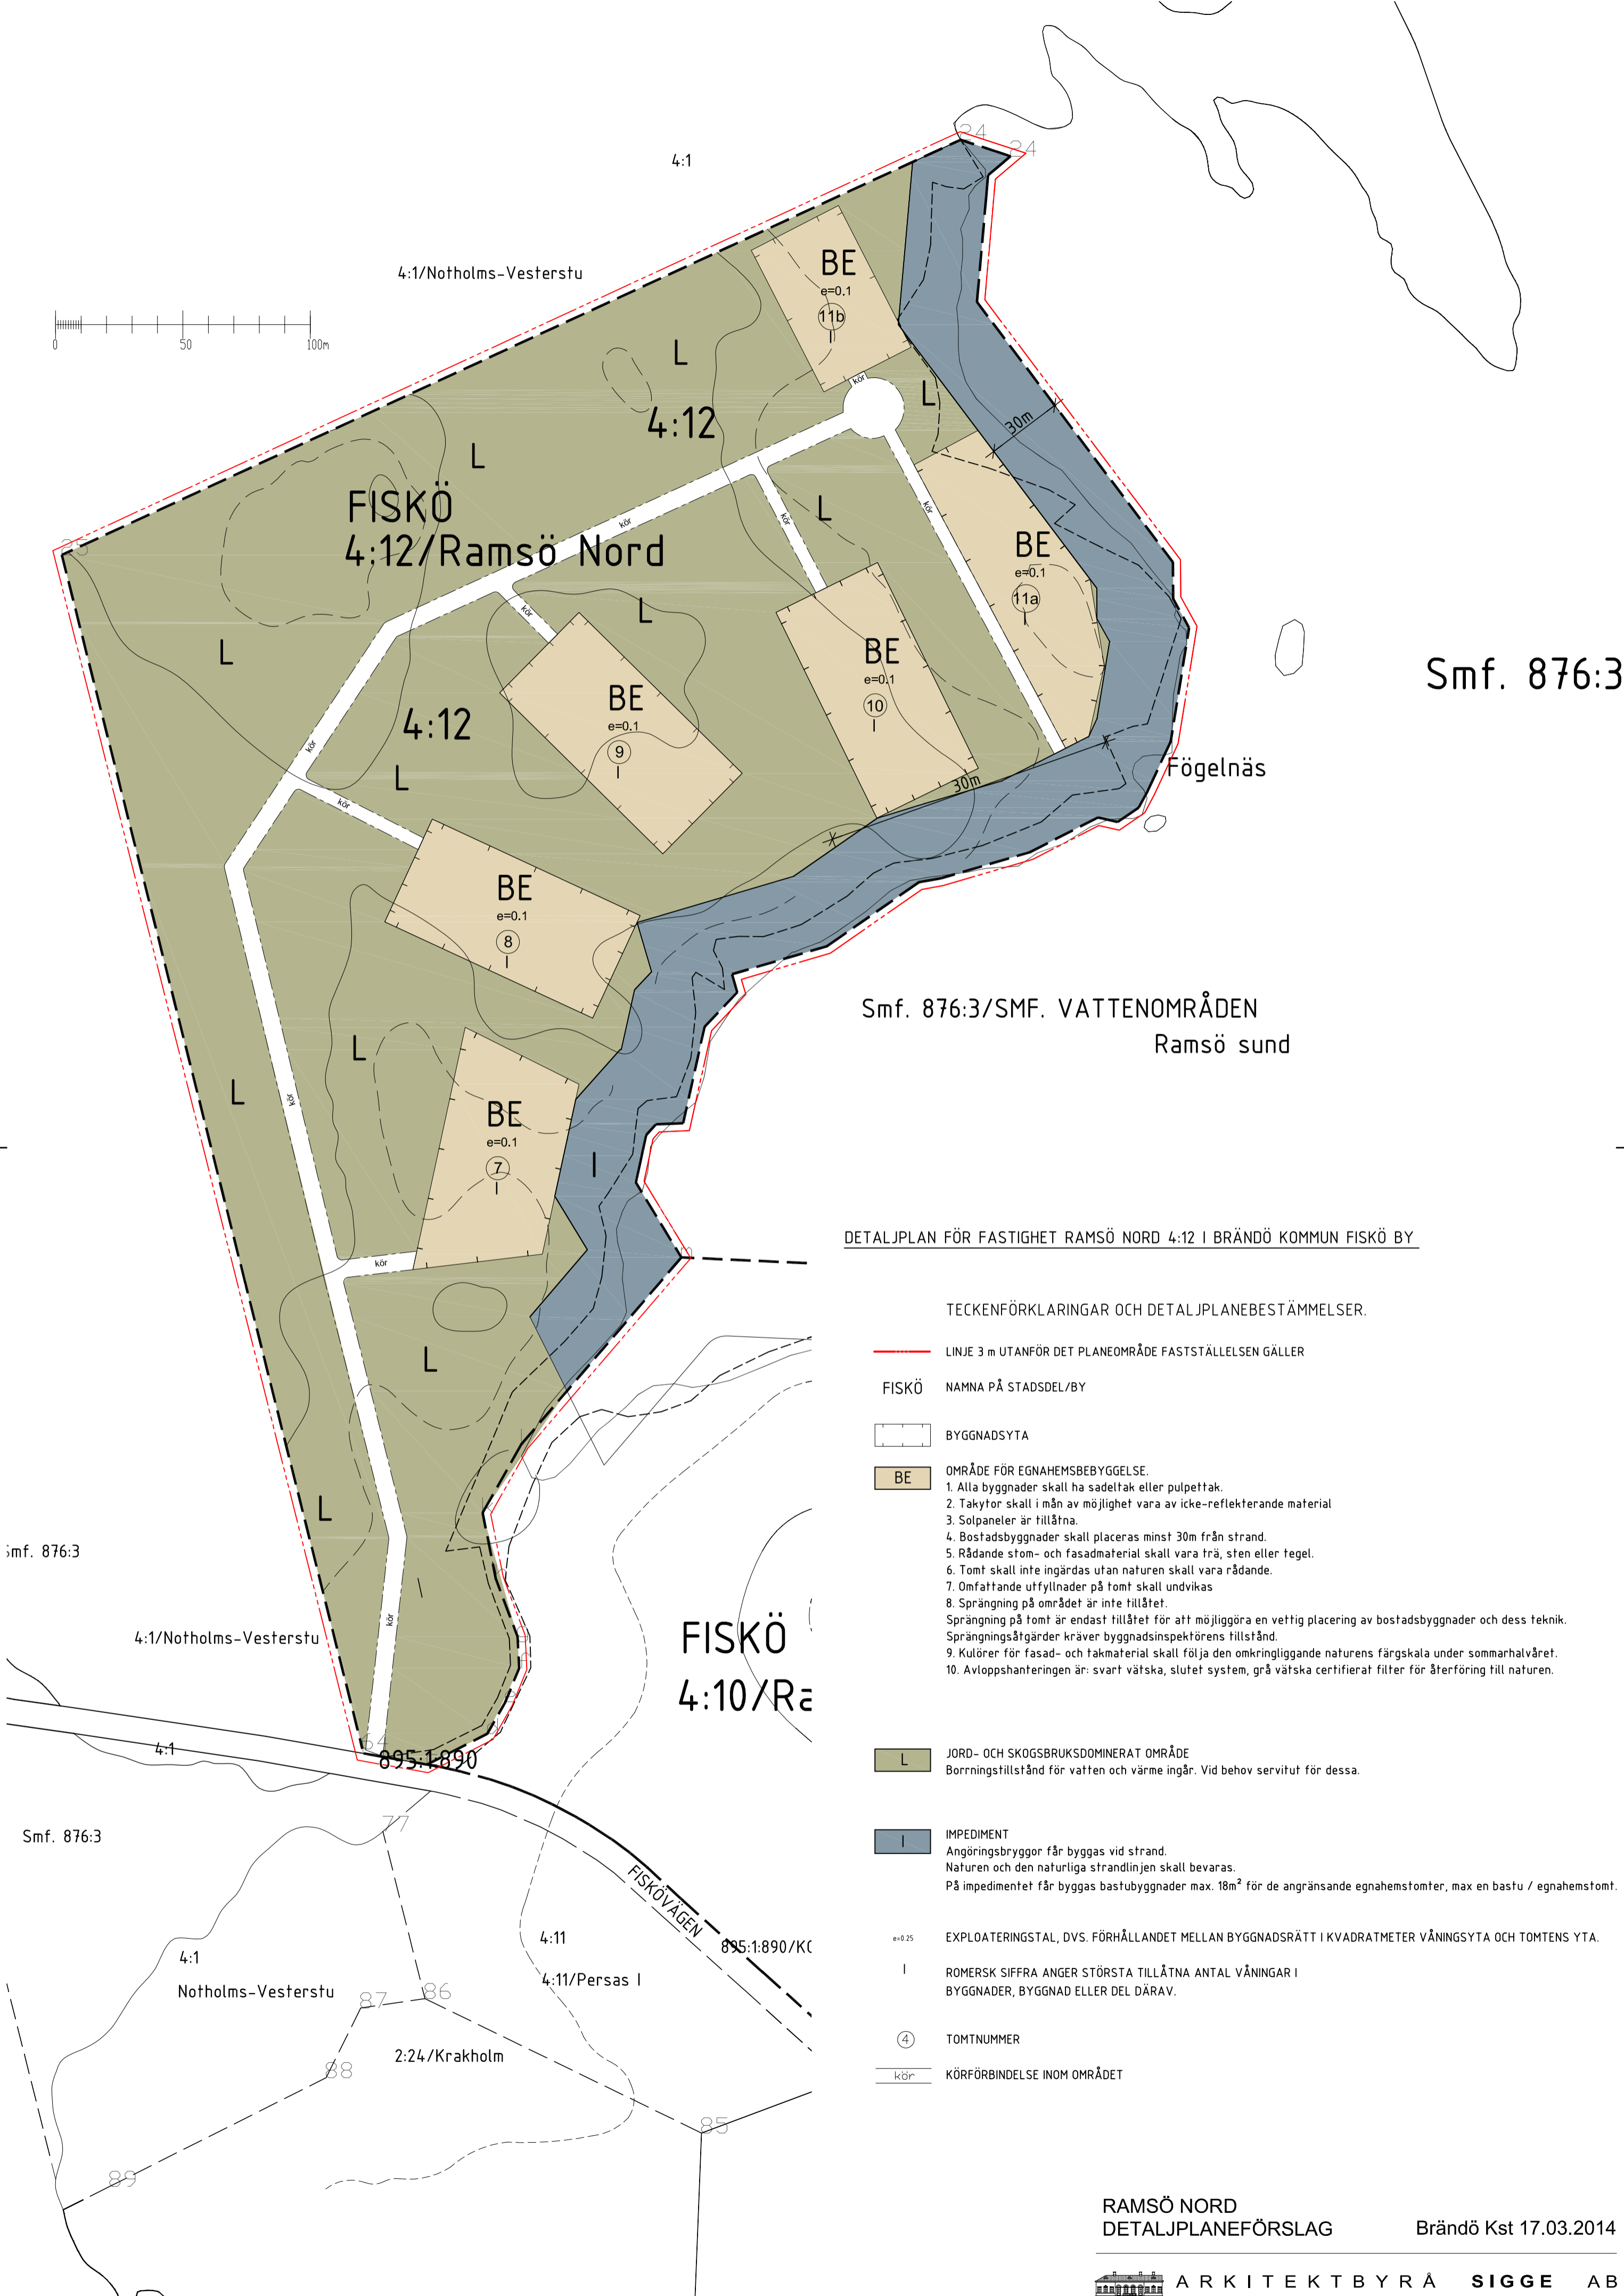 34
24
4:1
4:1/Notholms-Vesterstu
0
50
100m
BE
e=0.1
11b
I
kör
L
L
4:12
30m
L
FISKÖ
4:12/Ramsö Nord
kör
kör
L
kör
BE
e=0.1
11a
I
L
kör
L
BE
e=0.1
10
I
Smf. 876:3
BE
e=0.1
9
I
4:12
kör
L
kör
30m
Fögelnäs
BE
e=0.1
8
I
Smf. 876:3/SMF. VATTENOMRÅDEN
Ramsö sund
L
L
kör
BE
e=0.1
7
I
I
kör
L
L
Smf. 876:3
kör
4:1/Notholms-Vesterstu
FISKÖ
4:10/Ra
4:1
64
895:1:890
77
Smf. 876:3
FISKÖVÄGEN
895:1:890/KO
4:11
4:11/Persas I
4:1
Notholms-Vesterstu
87
86
88
2:24/Krakholm
85
89
DETALJPLAN FÖR FASTIGHET RAMSÖ NORD 4:12 I BRÄNDÖ KOMMUN FISKÖ BY
TECKENFÖRKLARINGAR OCH DETALJPLANEBESTÄMMELSER.
LINJE 3 m UTANFÖR DET PLANEOMRÅDE FASTSTÄLLELSEN GÄLLER
FISKÖ NAMNA PÅ STADSDEL/BY
BYGGNADSYTA
BE OMRÅDE FÖR EGNAHEMSBEBYGGELSE.
1. Alla byggnader skall ha sadeltak eller pulpettak.
2. Takytor skall i mån av möjlighet vara av icke-reflekterande material
3. Solpaneler är tillåtna.
4. Bostadsbyggnader skall placeras minst 30m från strand.
5. Rådande stom- och fasadmaterial skall vara trä, sten eller tegel.
6. Tomt skall inte ingärdas utan naturen skall vara rådande.
7. Omfattande utfyllnader på tomt skall undvikas
8. Sprängning på området är inte tillåtet.
Sprängning på tomt är endast tillåtet för att möjliggöra en vettig placering av bostadsbyggnader och dess teknik.
Sprängningsåtgärder kräver byggnadsinspektörens tillstånd.
9. Kulörer för fasad- och takmaterial skall följa den omkringliggande naturens färgskala under sommarhalvåret.
10. Avloppshanteringen är: svart vätska, slutet system, grå vätska certifierat filter för återföring till naturen.
L JORD- OCH SKOGSBRUKSDOMINERAT OMRÅDE
Borrningstillstånd för vatten och värme ingår. Vid behov servitut för dessa.
I IMPEDIMENT
Angöringsbryggor får byggas vid strand.
Naturen och den naturliga strandlinjen skall bevaras.
På impedimentet får byggas bastubyggnader max. 18m² för de angränsande egnahemstomter, max en bastu / egnahemstomt.
e=0.25 EXPLOATERINGSTAL, DVS. FÖRHÅLLANDET MELLAN BYGGNADSRÄTT I KVADRATMETER VÅNINGSYTA OCH TOMTENS YTA.
I ROMERSK SIFFRA ANGER STÖRSTA TILLÅTNA ANTAL VÅNINGAR I
BYGGNADER, BYGGNAD ELLER DEL DÄRAV.
4 TOMTNUMMER
kör KÖRFÖRBINDELSE INOM OMRÅDET
RAMSÖ NORD
DETALJPLANEFÖRSLAG Brändö Kst 17.03.2014
ARKITEKTBYRÅ SIGGE AB